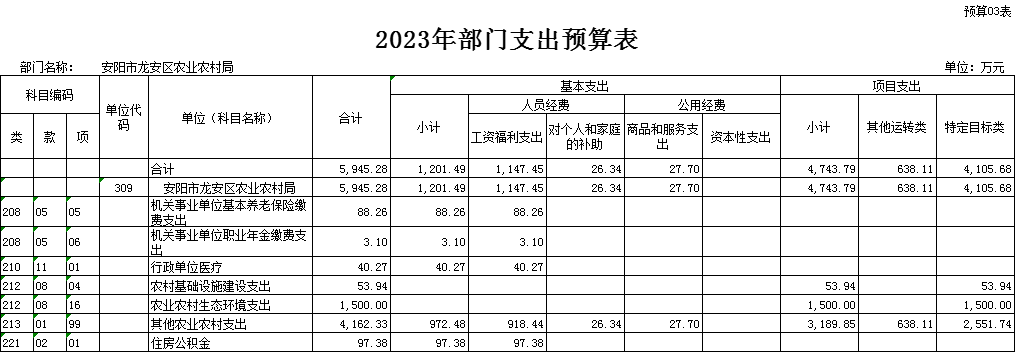 预算03表
2023年部门支出预算表
部门名称： 安阳市龙安区农业农村局 单位：万元
科目编码 单位代码 单位（科目名称） 合计 基本支出 项目支出
小计 人员经费 公用经费 小计 其他运转类 特定目标类
类 款 项 工资福利支出 对个人和家庭的补助 商品和服务支出 资本性支出
合计 5,945.28 1,201.49 1,147.45 26.34 27.70 4,743.79 638.11 4,105.68
309 安阳市龙安区农业农村局 5,945.28 1,201.49 1,147.45 26.34 27.70 4,743.79 638.11 4,105.68
208 05 05 机关事业单位基本养老保险缴费支出 88.26 88.26 88.26
208 05 06 机关事业单位职业年金缴费支出 3.10 3.10 3.10
210 11 01 行政单位医疗 40.27 40.27 40.27
212 08 04 农村基础设施建设支出 53.94 53.94 53.94
212 08 16 农业农村生态环境支出 1,500.00 1,500.00 1,500.00
213 01 99 其他农业农村支出 4,162.33 972.48 918.44 26.34 27.70 3,189.85 638.11 2,551.74
221 02 01 住房公积金 97.38 97.38 97.38